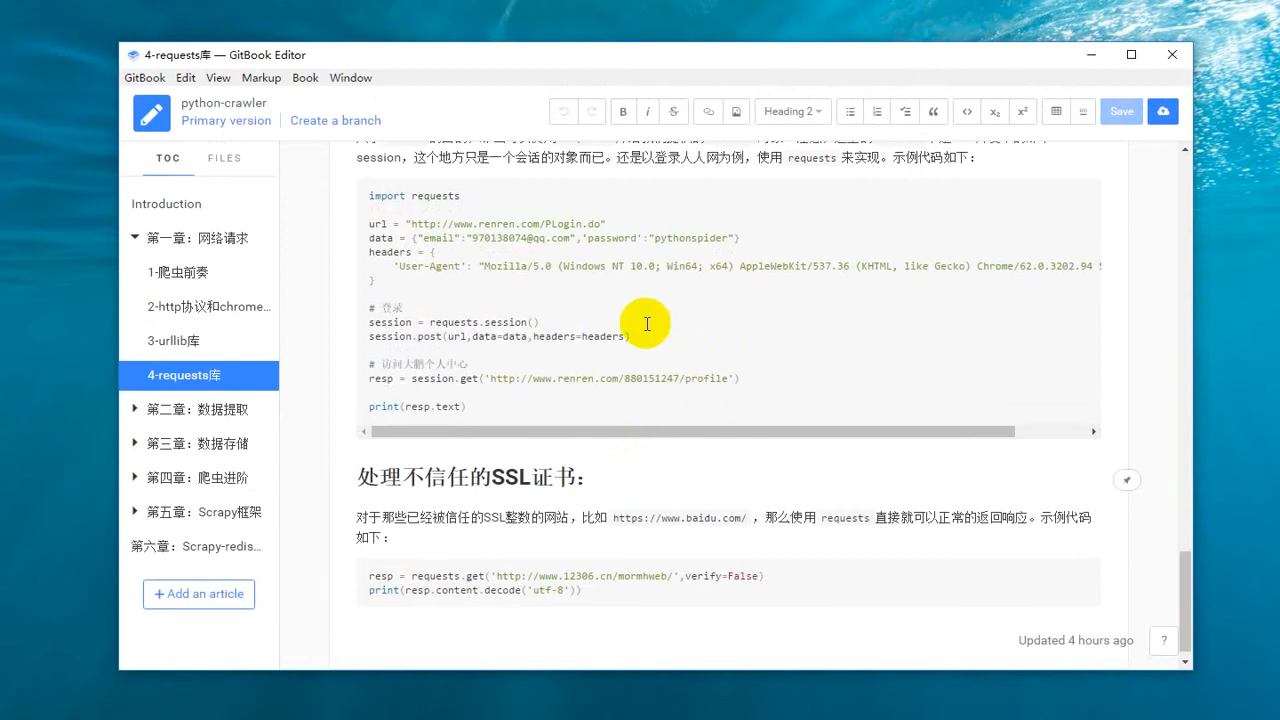 4-requests库 — GitBook Editor
GitBook Edit View Markup Book Window
python-crawler
Primary version Create a branch
B i S Heading 2 x₂ x² Save
TOC FILES
Introduction
第一章：网络请求
1-爬虫前奏
2-http协议和chrome...
3-urllib库
4-requests库
第二章：数据提取
第三章：数据存储
第四章：爬虫进阶
第五章：Scrapy框架
第六章：Scrapy-redis...
+ Add an article
session，这个地方只是一个会话的对象而已。还是以登录人人网为例，使用 requests 来实现。示例代码如下：
import requests
url = "http://www.renren.com/PLogin.do"
data = {"email":"970138074@qq.com",'password':"pythonspider"}
headers = {
'User-Agent': "Mozilla/5.0 (Windows NT 10.0; Win64; x64) AppleWebKit/537.36 (KHTML, like Gecko) Chrome/62.0.3202.94
}
# 登录
session = requests.session()
session.post(url,data=data,headers=headers)
# 访问大鹏个人中心
resp = session.get('http://www.renren.com/880151247/profile')
print(resp.text)
处理不信任的SSL证书：
对于那些已经被信任的SSL整数的网站，比如 https://www.baidu.com/ ，那么使用 requests 直接就可以正常的返回响应。示例代码
如下：
resp = requests.get('http://www.12306.cn/mormhweb/',verify=False)
print(resp.content.decode('utf-8'))
Updated 4 hours ago
?